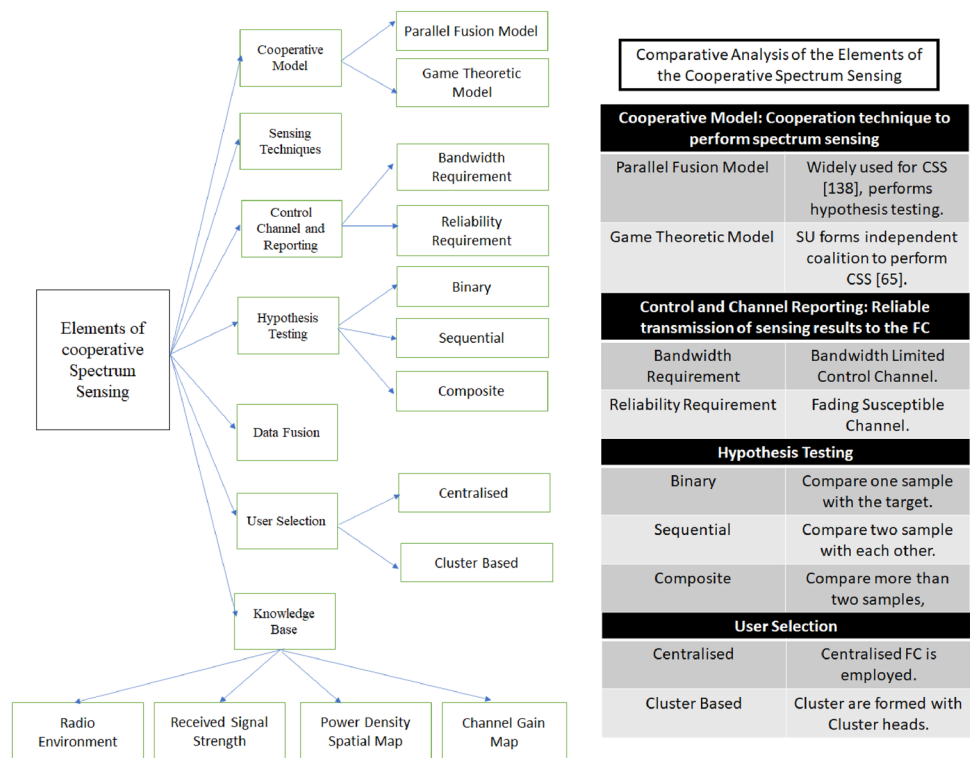 Cooperative
Model
Parallel Fusion Model
Game Theoretic
Model
Sensing
Techniques
Control
Channel and
Reporting
Bandwidth
Requirement
Reliability
Requirement
Elements of
cooperative
Spectrum
Sensing
Hypothesis
Testing
Binary
Sequential
Composite
Data Fusion
User Selection
Centralised
Cluster Based
Knowledge
Base
Radio
Environment
Received Signal
Strength
Power Density
Spatial Map
Channel Gain
Map
Comparative Analysis of the Elements of
the Cooperative Spectrum Sensing
Cooperative Model: Cooperation technique to
perform spectrum sensing
Parallel Fusion Model
Widely used for CSS
[138], performs
hypothesis testing.
Game Theoretic Model
SU forms independent
coalition to perform
CSS [65].
Control and Channel Reporting: Reliable
transmission of sensing results to the FC
Bandwidth
Requirement
Bandwidth Limited
Control Channel.
Reliability Requirement
Fading Susceptible
Channel.
Hypothesis Testing
Binary
Compare one sample
with the target.
Sequential
Compare two sample
with each other.
Composite
Compare more than
two samples,
User Selection
Centralised
Centralised FC is
employed.
Cluster Based
Cluster are formed with
Cluster heads.